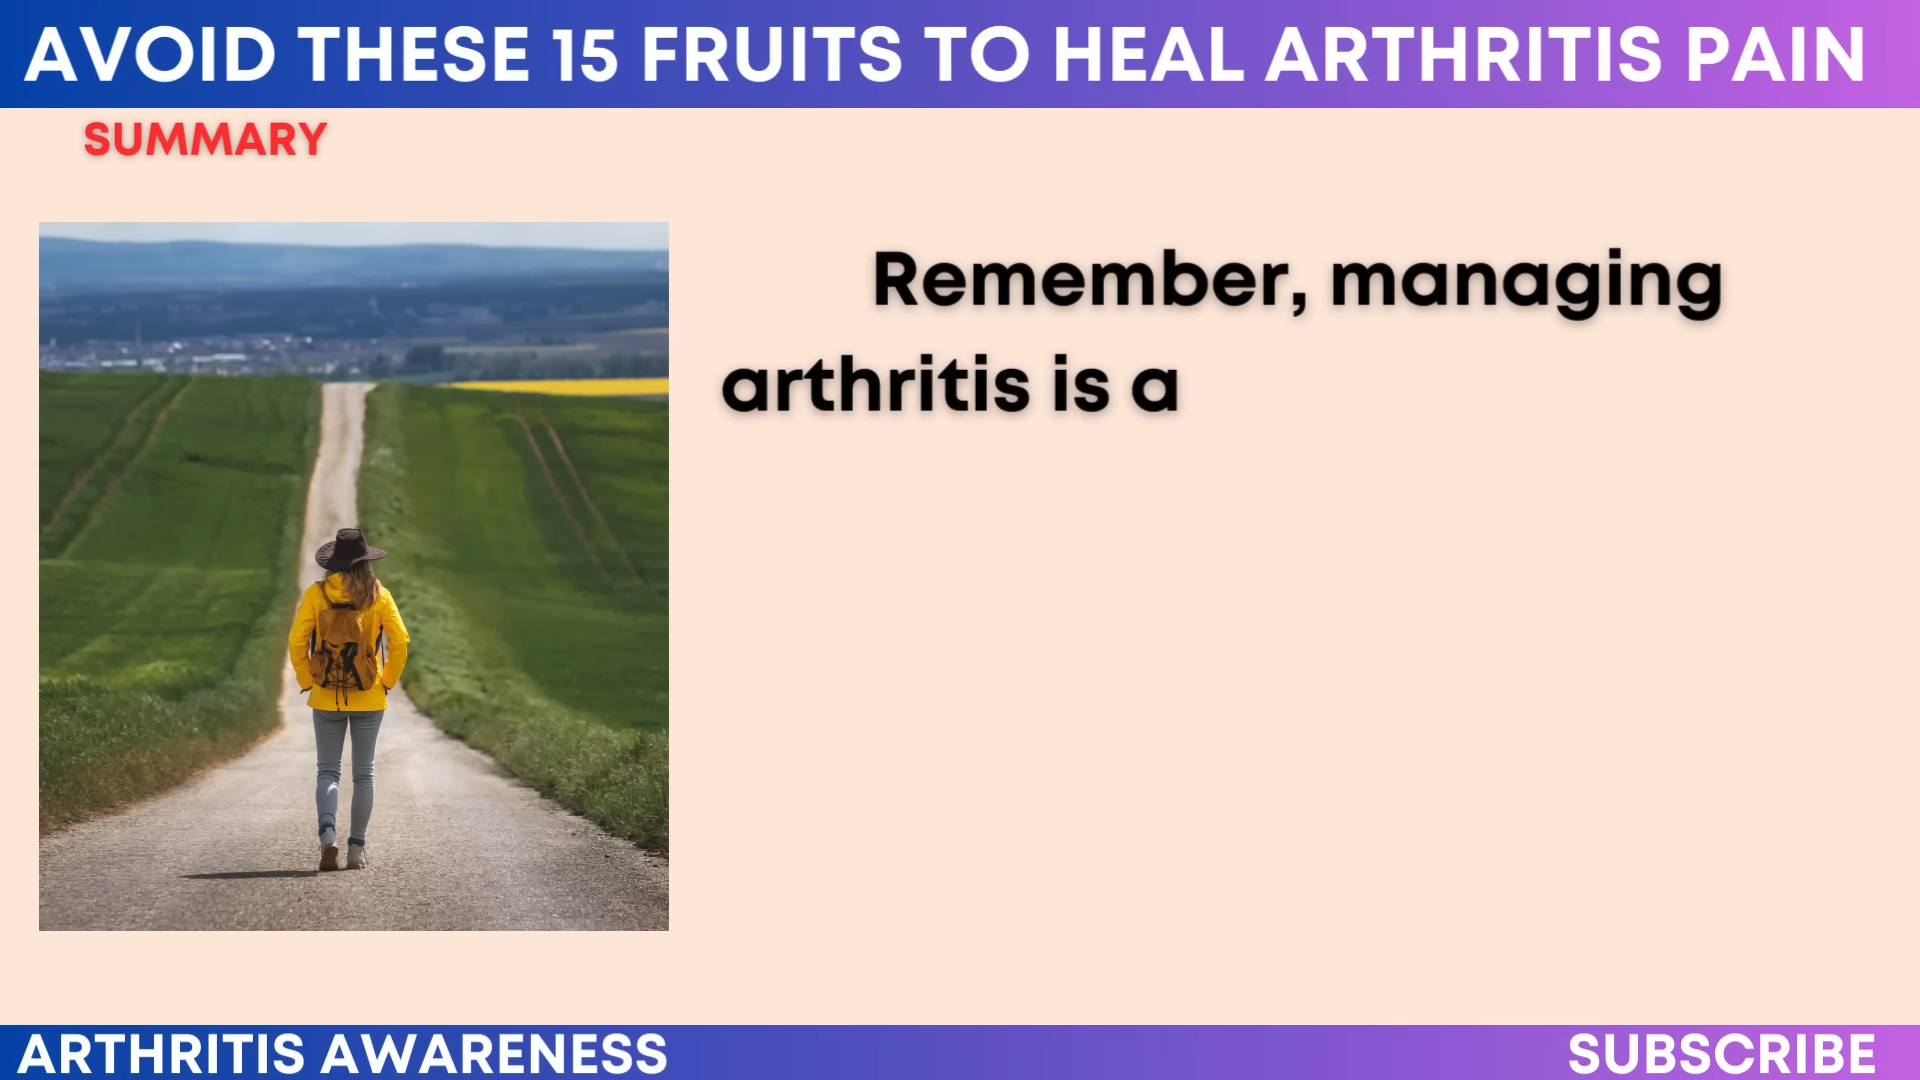 AVOID THESE 15 FRUITS TO HEAL ARTHRITIS PAIN
SUMMARY
Remember, managing
arthritis is a
ARTHRITIS AWARENESS
SUBSCRIBE